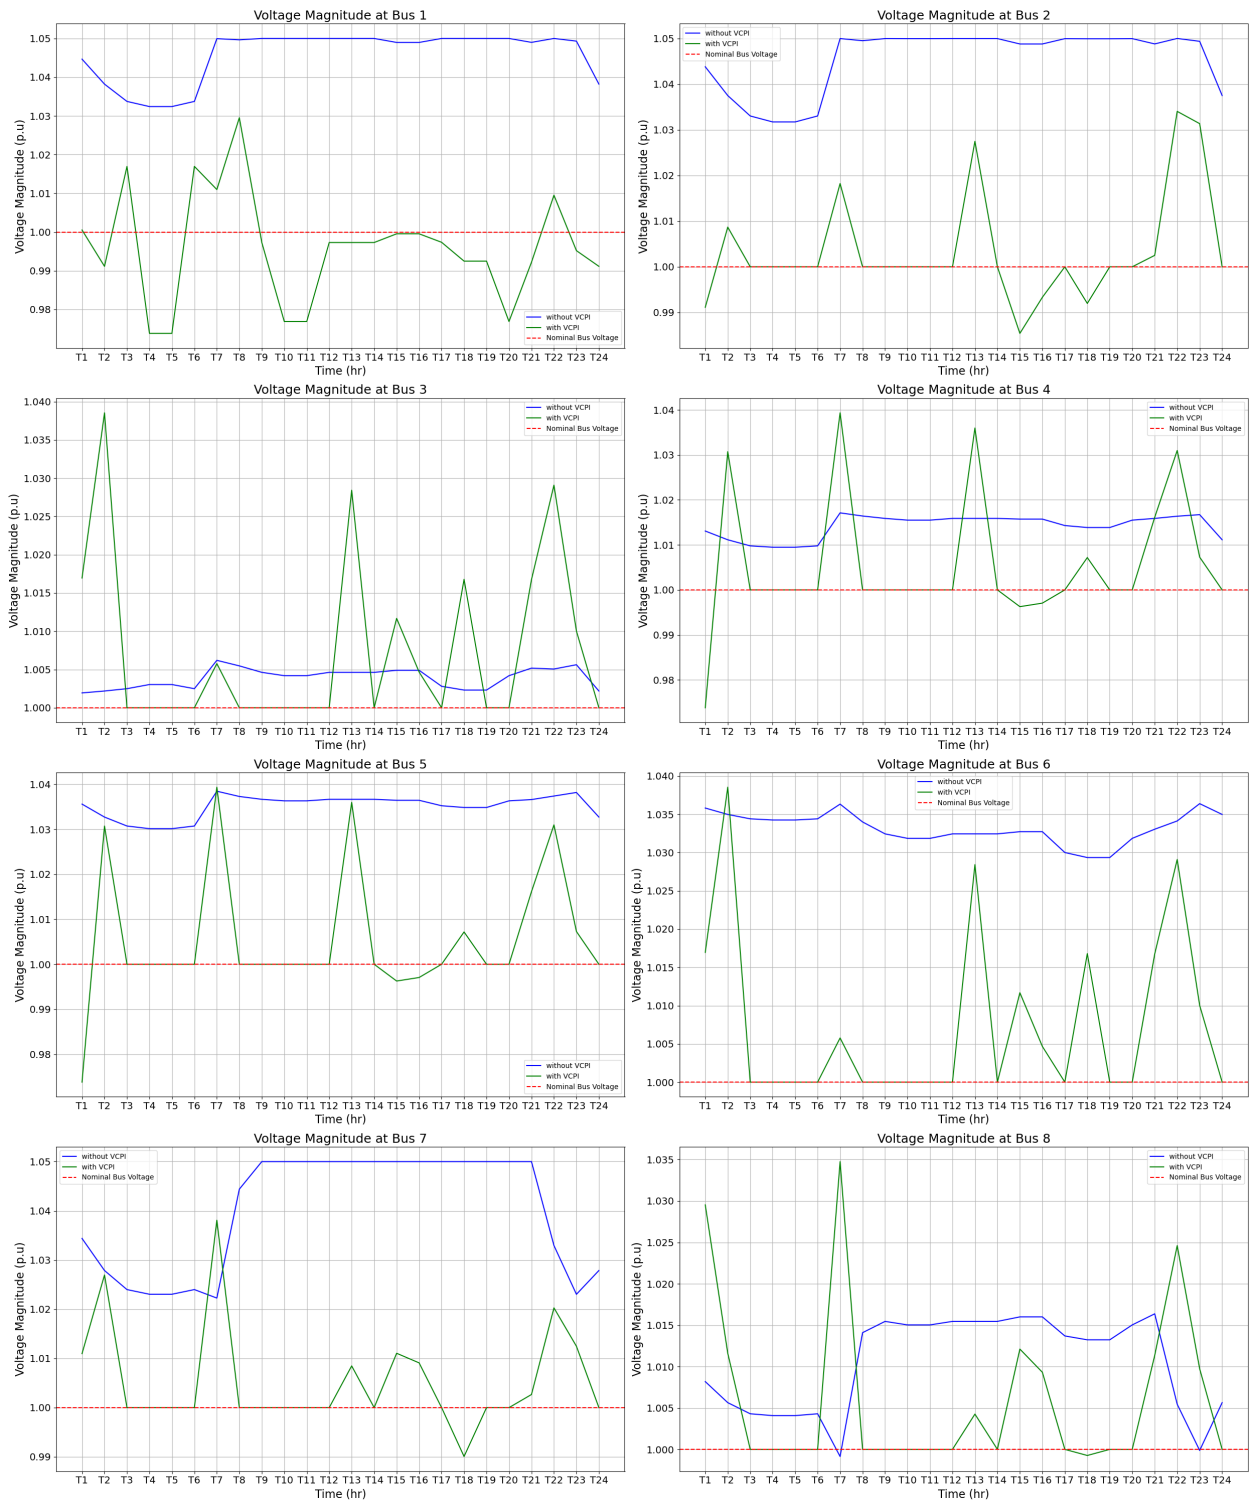 Voltage Magnitude at Bus 1
Voltage Magnitude (p.u)
1.05
1.04
1.03
1.02
1.01
1.00
0.99
0.98
without VCPI
with VCPI
Nominal Bus Voltage
T1 T2 T3 T4 T5 T6 T7 T8 T9 T10 T11 T12 T13 T14 T15 T16 T17 T18 T19 T20 T21 T22 T23 T24
Time (hr)
Voltage Magnitude at Bus 2
Voltage Magnitude (p.u)
1.05
1.04
1.03
1.02
1.01
1.00
0.99
without VCPI
with VCPI
Nominal Bus Voltage
T1 T2 T3 T4 T5 T6 T7 T8 T9 T10 T11 T12 T13 T14 T15 T16 T17 T18 T19 T20 T21 T22 T23 T24
Time (hr)
Voltage Magnitude at Bus 3
Voltage Magnitude (p.u)
1.040
1.035
1.030
1.025
1.020
1.015
1.010
1.005
1.000
without VCPI
with VCPI
Nominal Bus Voltage
T1 T2 T3 T4 T5 T6 T7 T8 T9 T10 T11 T12 T13 T14 T15 T16 T17 T18 T19 T20 T21 T22 T23 T24
Time (hr)
Voltage Magnitude at Bus 4
Voltage Magnitude (p.u)
1.04
1.03
1.02
1.01
1.00
0.99
0.98
without VCPI
with VCPI
Nominal Bus Voltage
T1 T2 T3 T4 T5 T6 T7 T8 T9 T10 T11 T12 T13 T14 T15 T16 T17 T18 T19 T20 T21 T22 T23 T24
Time (hr)
Voltage Magnitude at Bus 5
Voltage Magnitude (p.u)
1.04
1.03
1.02
1.01
1.00
0.99
0.98
without VCPI
with VCPI
Nominal Bus Voltage
T1 T2 T3 T4 T5 T6 T7 T8 T9 T10 T11 T12 T13 T14 T15 T16 T17 T18 T19 T20 T21 T22 T23 T24
Time (hr)
Voltage Magnitude at Bus 6
Voltage Magnitude (p.u)
1.040
1.035
1.030
1.025
1.020
1.015
1.010
1.005
1.000
without VCPI
with VCPI
Nominal Bus Voltage
T1 T2 T3 T4 T5 T6 T7 T8 T9 T10 T11 T12 T13 T14 T15 T16 T17 T18 T19 T20 T21 T22 T23 T24
Time (hr)
Voltage Magnitude at Bus 7
Voltage Magnitude (p.u)
1.05
1.04
1.03
1.02
1.01
1.00
0.99
without VCPI
with VCPI
Nominal Bus Voltage
T1 T2 T3 T4 T5 T6 T7 T8 T9 T10 T11 T12 T13 T14 T15 T16 T17 T18 T19 T20 T21 T22 T23 T24
Time (hr)
Voltage Magnitude at Bus 8
Voltage Magnitude (p.u)
1.035
1.030
1.025
1.020
1.015
1.010
1.005
1.000
without VCPI
with VCPI
Nominal Bus Voltage
T1 T2 T3 T4 T5 T6 T7 T8 T9 T10 T11 T12 T13 T14 T15 T16 T17 T18 T19 T20 T21 T22 T23 T24
Time (hr)